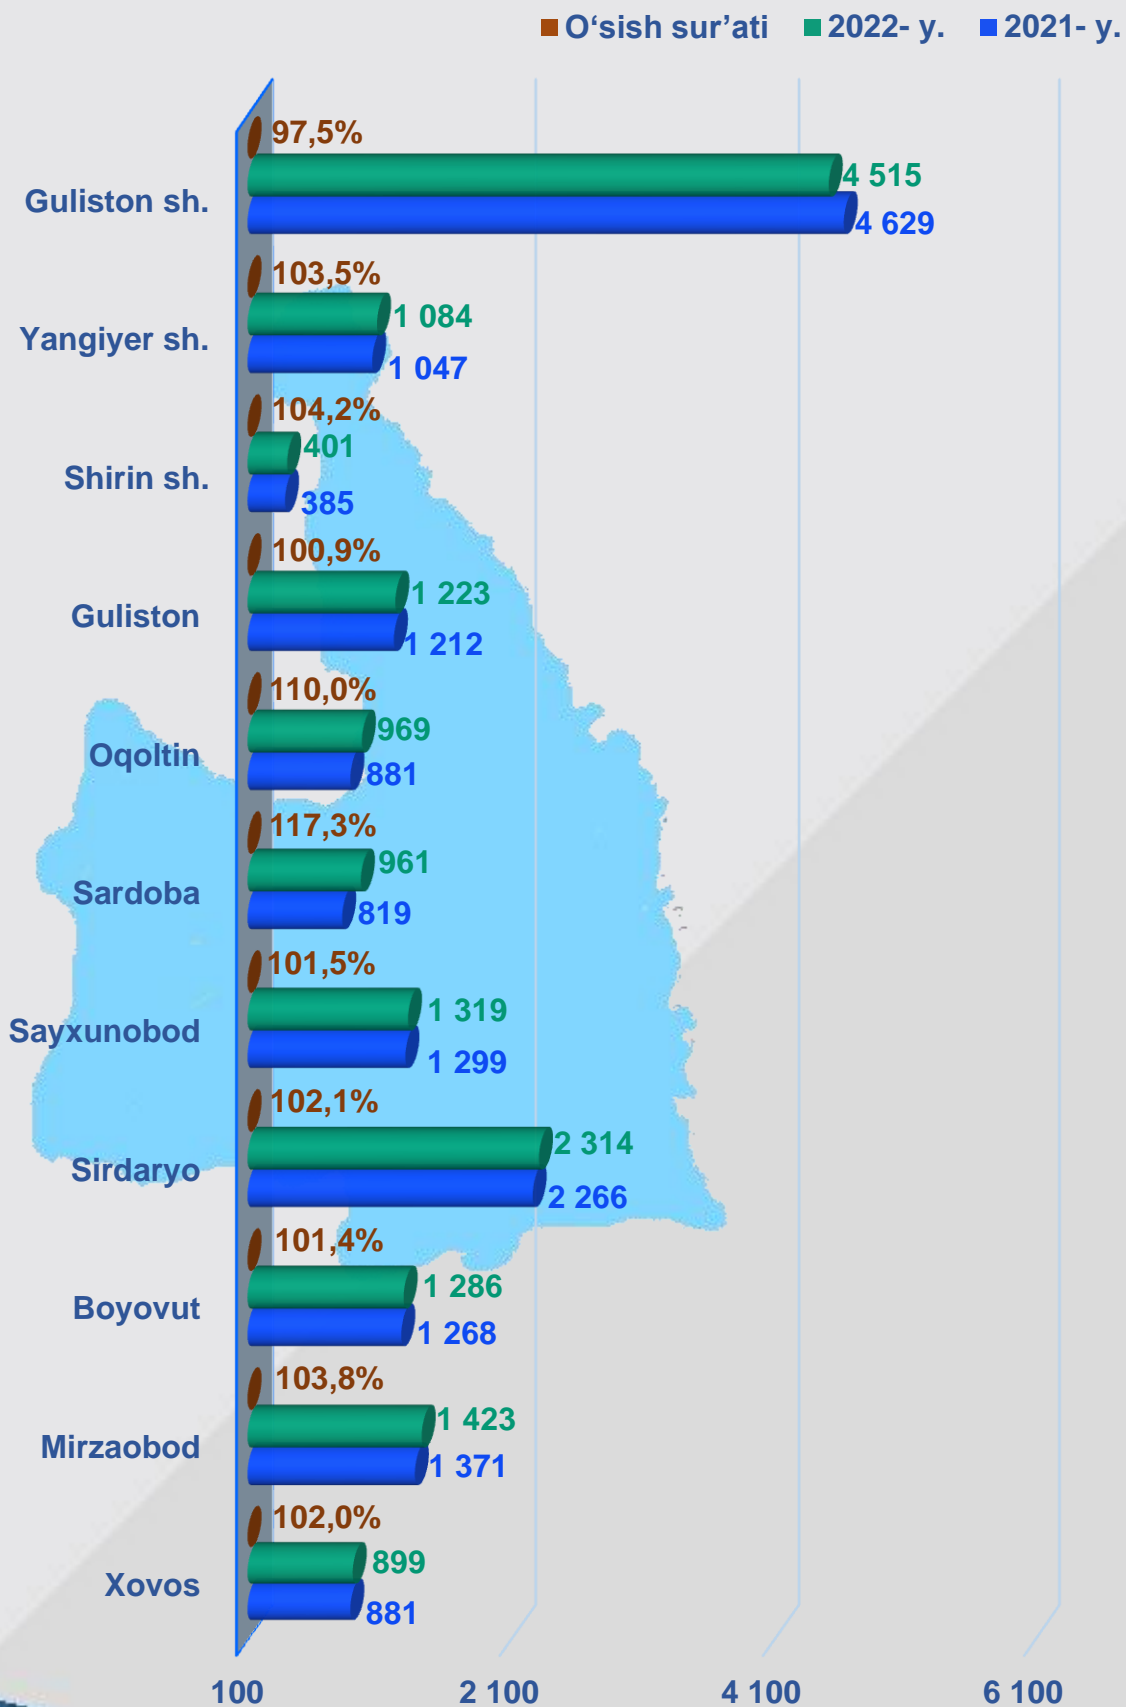 O‘sish sur’ati 2022- y. 2021- y.
97,5%
Guliston sh.
4 515
4 629
103,5%
Yangiyer sh.
1 084
1 047
104,2%
401
Shirin sh.
385
100,9%
1 223
Guliston
1 212
110,0%
969
Oqoltin
881
117,3%
961
Sardoba
819
101,5%
1 319
Sayxunobod
1 299
102,1%
2 314
Sirdaryo
2 266
101,4%
1 286
Boyovut
1 268
103,8%
1 423
Mirzaobod
1 371
102,0%
899
Xovos
881
100 2 100 4 100 6 100